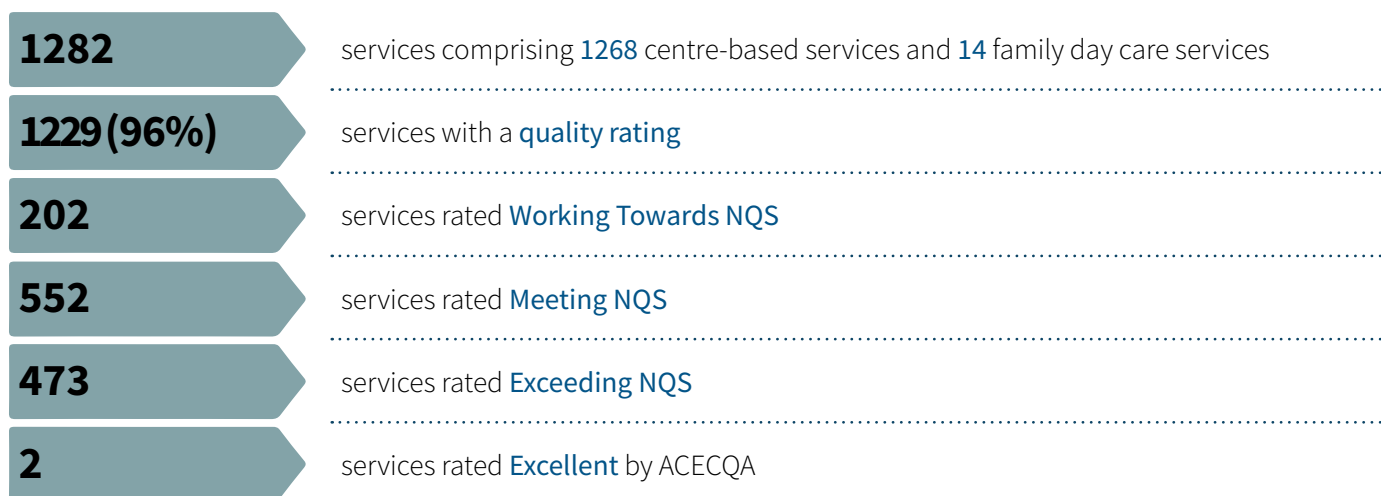 1282 services comprising 1268 centre-based services and 14 family day care services
1229 (96%) services with a quality rating
202 services rated Working Towards NQS
552 services rated Meeting NQS
473 services rated Exceeding NQS
2 services rated Excellent by ACECQA